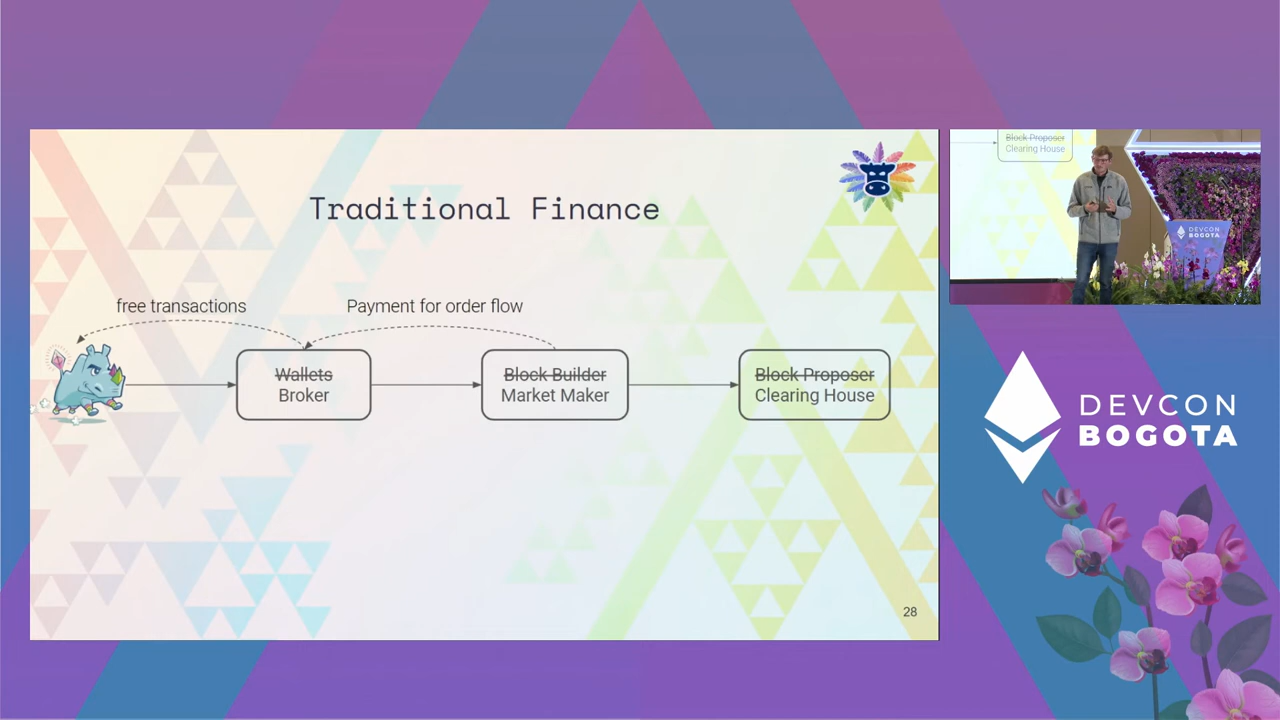 Traditional Finance
free transactions
Payment for order flow
Wallets
Broker
Block Builder
Market Maker
Block Proposer
Clearing House
28
Block Proposer
Clearing House
DEVCON
BOGOTA
DEVCON
BOGOTA